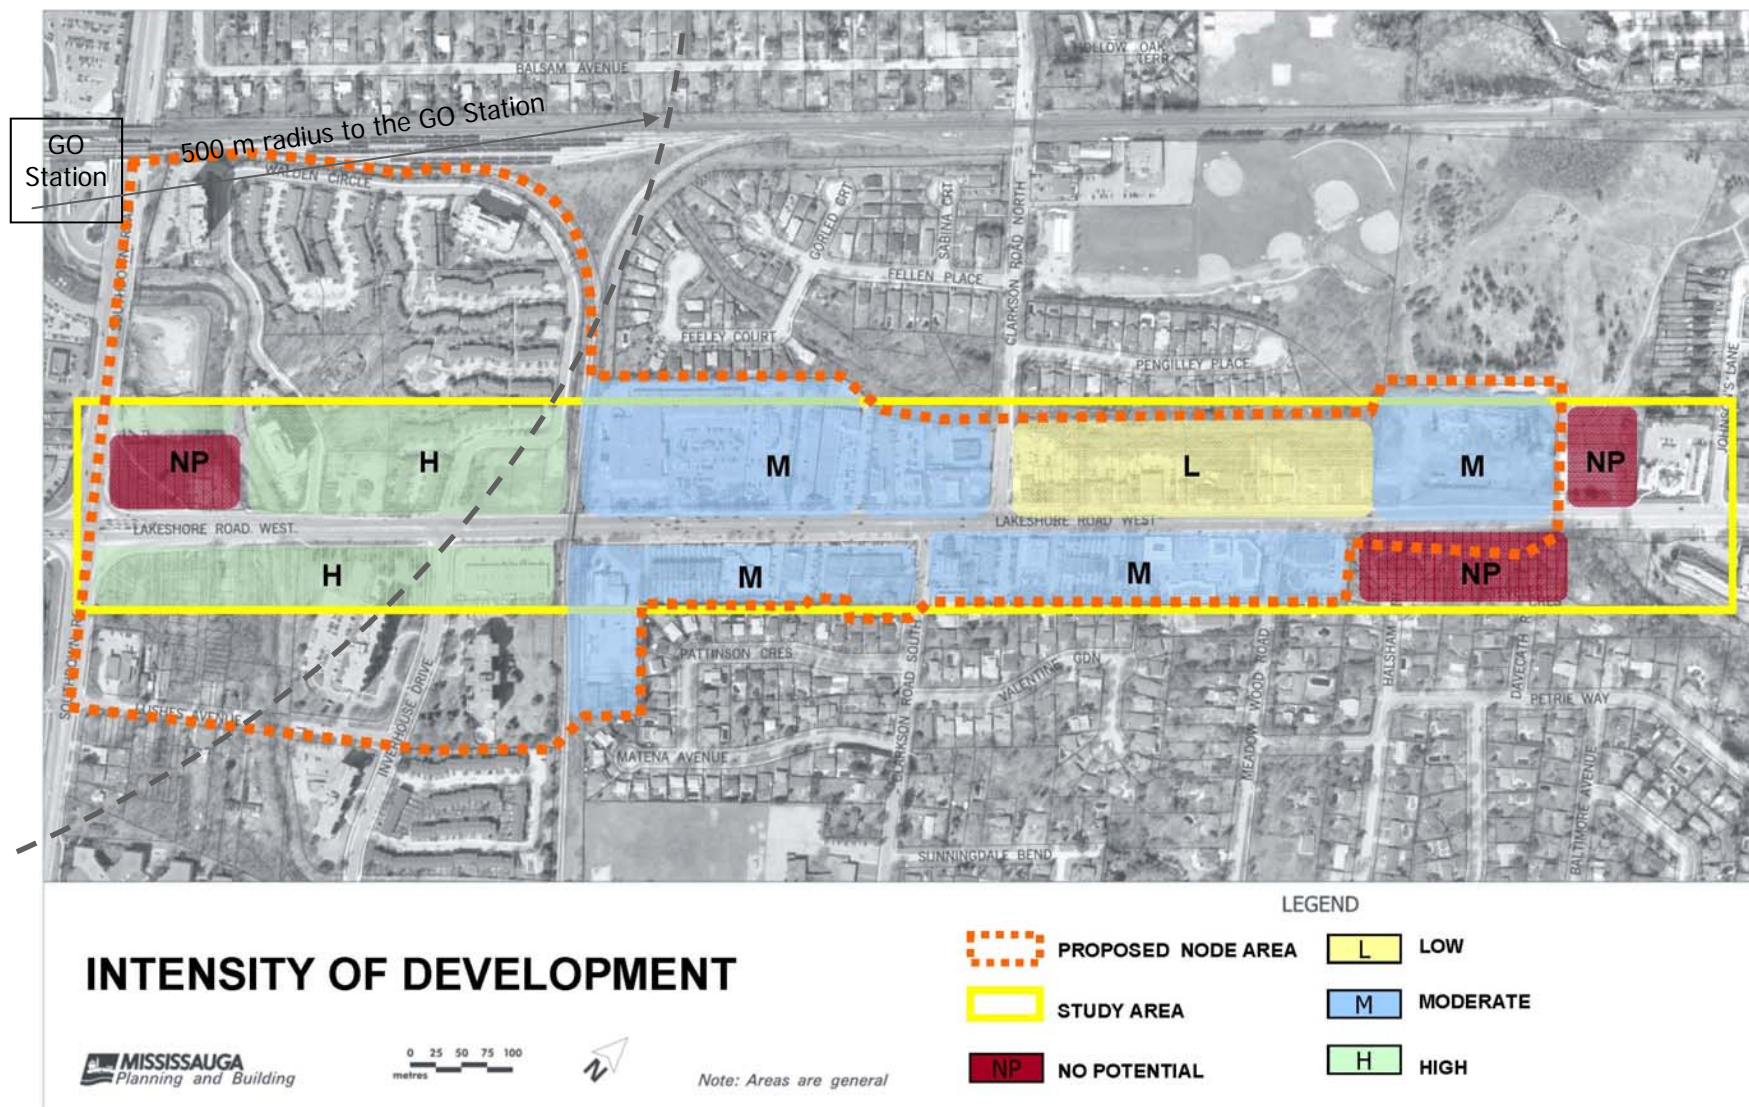 HOLLOW OAK
TERR
BALSAM AVENUE
GO
Station
500 m radius to the GO Station
WALDEN CIRCLE
GORLED CRT
SABINA CRT
CLARKSON ROAD NORTH
FELLEN PLACE
FEELEY COURT
PENGILLEY PLACE
NP
H
M
L
M
NP
LAKESHORE ROAD WEST
LAKESHORE ROAD WEST
H
M
M
NP
PATTINSON CRES
VALENTINE GDN
MEADOW WOOD ROAD
PETRIE WAY
INVERHOUSE DRIVE
MATENA AVENUE
CLARKSON ROAD SOUTH
BALTIMORE AVENUE
SUNNINGDALE BEND
LEGEND
INTENSITY OF DEVELOPMENT
PROPOSED NODE AREA
L
LOW
STUDY AREA
M
MODERATE
NP
NO POTENTIAL
H
HIGH
MISSISSAUGA
Planning and Building
0 25 50 75 100
metres
N
Note: Areas are general